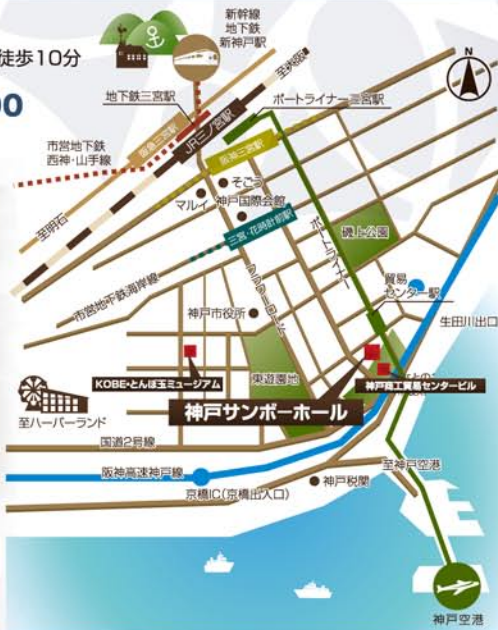 新幹線
地下鉄
新神戸駅
徒歩10分
N
至大阪
地下鉄三宮駅
ポートライナー三宮駅
阪急三宮駅
JR三ノ宮駅
阪神三宮駅
市営地下鉄
西神・山手線
そごう
マルイ
神戸国際会館
至明石
三宮・花時計前駅
磯上公園
ポートライナー
フラワーロード
貿易
センター駅
市営地下鉄海岸線
神戸市役所
生田川出口
KOBEとんぼ玉ミュージアム
東遊園地
神戸商工貿易センタービル
神戸サンボーホール
至ハーバーランド
国道2号線
阪神高速神戸線
至神戸空港
京橋IC(京橋出入口)
神戸税関
神戸空港